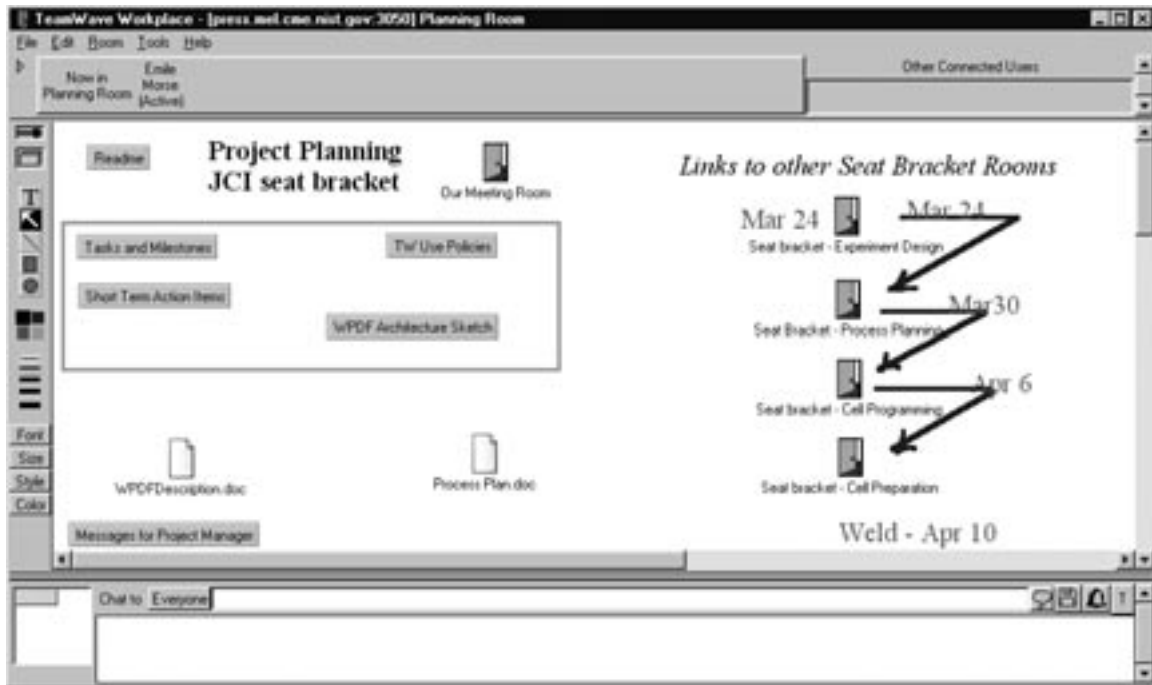 TeamWave Workplace - [press.mel.cme.nist.gov:3050] Planning Room
File Edit Room Tools Help
Now in Planning Room
Emile Morse (Active)
Other Connected Users
Readme
Project Planning
JCI seat bracket
Our Meeting Room
Tasks and Milestones
TW Use Policies
Short Term Action Items
WPDF Architecture Sketch
WPDFDescription.doc
Process Plan.doc
Messages for Project Manager
Links to other Seat Bracket Rooms
Mar 24
Mar 24
Seat bracket - Experiment Design
Mar30
Seat Bracket - Process Planning
Apr 6
Seat bracket - Cell Programming
Seat bracket - Cell Preparation
Weld - Apr 10
T
Font
Size
Style
Color
Chat to Everyone
T